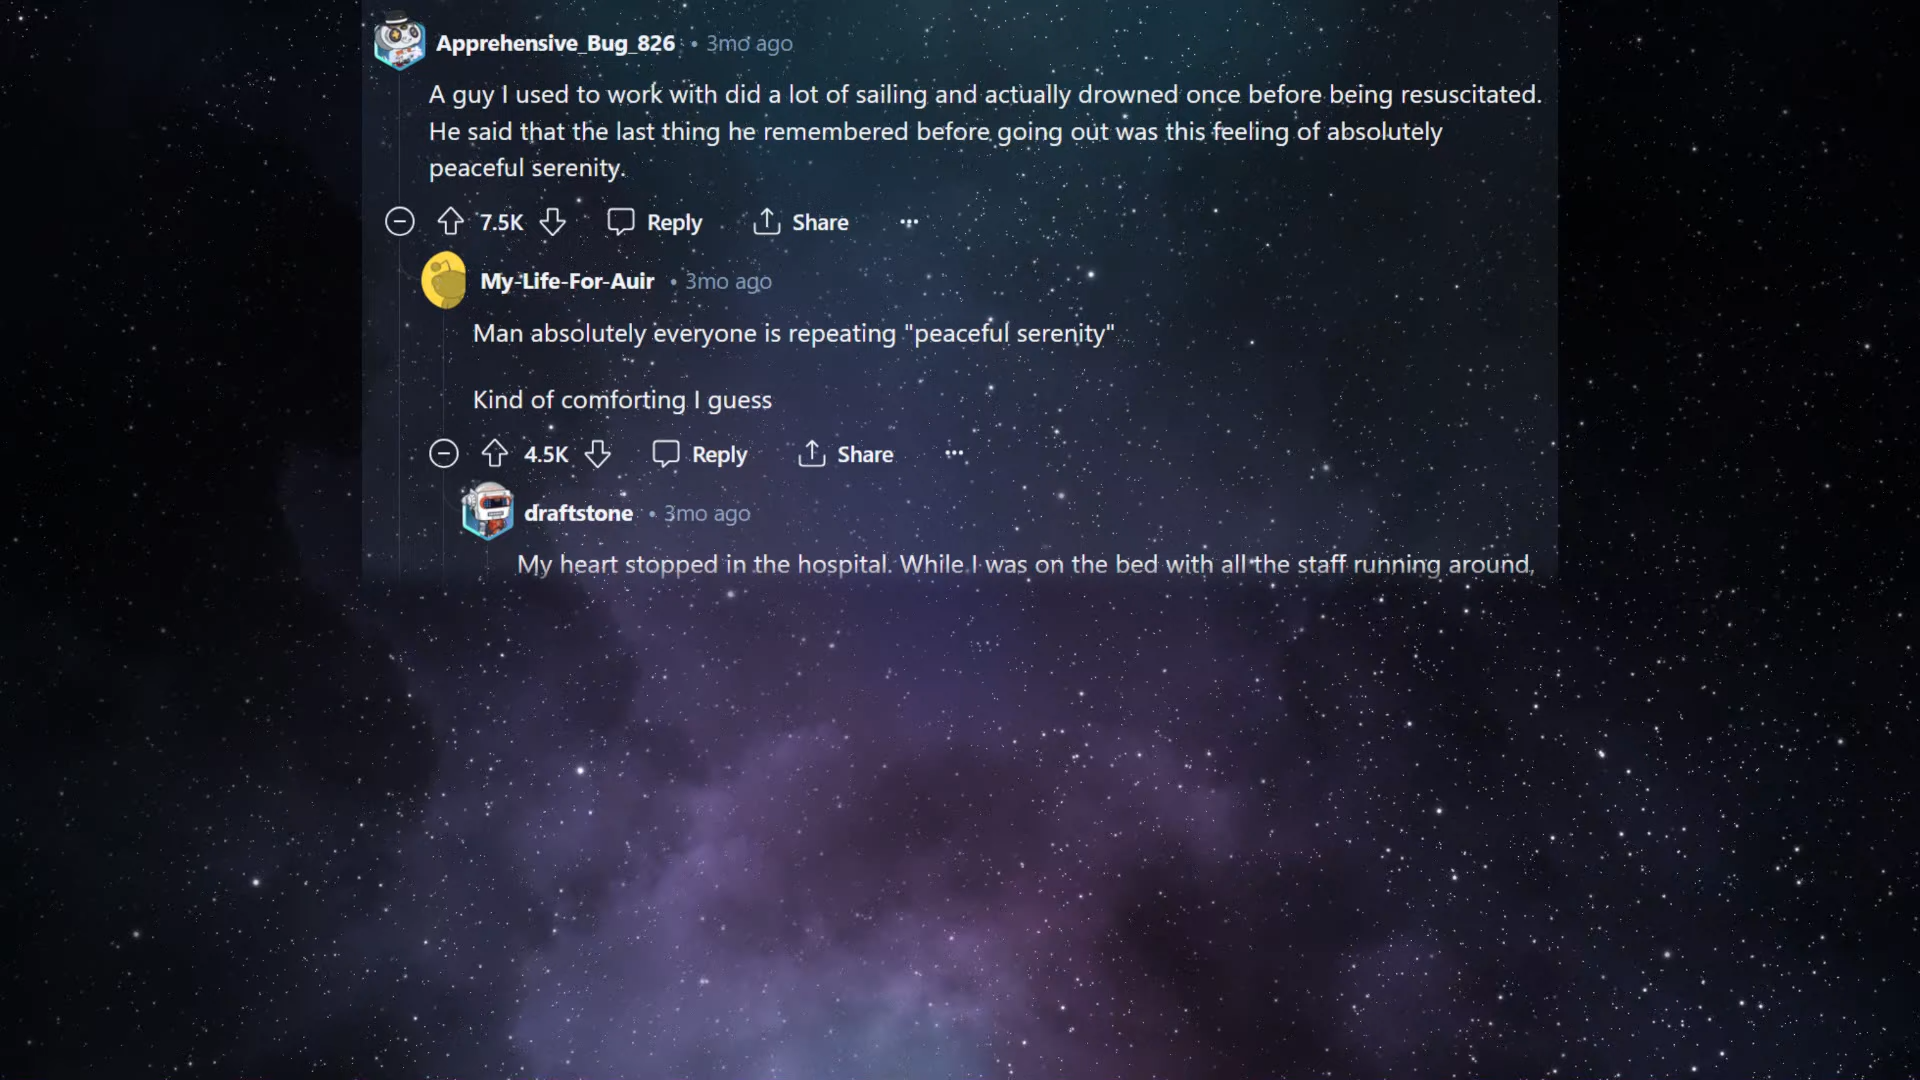 Apprehensive_Bug_826 • 3mo ago
A guy I used to work with did a lot of sailing and actually drowned once before being resuscitated.
He said that the last thing he remembered before going out was this feeling of absolutely
peaceful serenity.
7.5K Reply Share
My-Life-For-Auir • 3mo ago
Man absolutely everyone is repeating "peaceful serenity"
Kind of comforting I guess
4.5K Reply Share
draftstone • 3mo ago
My heart stopped in the hospital. While I was on the bed with all the staff running around,